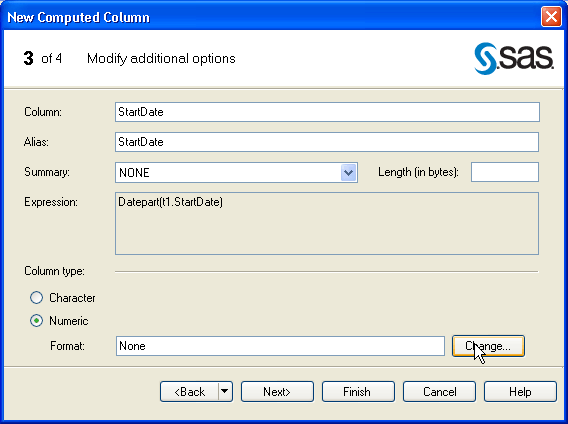 New Computed Column
3 of 4 Modify additional options
sas.
Column: StartDate
Alias: StartDate
Summary: NONE Length (in bytes):
Expression: Datepart(t1.StartDate)
Column type:
Character
Numeric
Format: None Change...
<Back Next> Finish Cancel Help